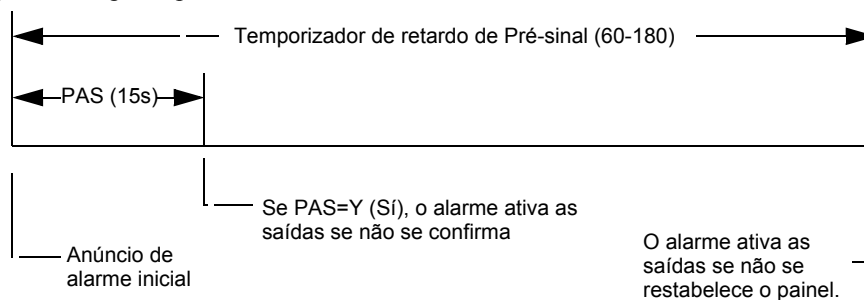 Temporizador de retardo de Pré-sinal (60-180)
PAS (15s)
Se PAS=Y (Sí), o alarme ativa as
saídas se não se confirma
Anúncio de
alarme inicial
O alarme ativa as
saídas se não se
restabelece o painel.